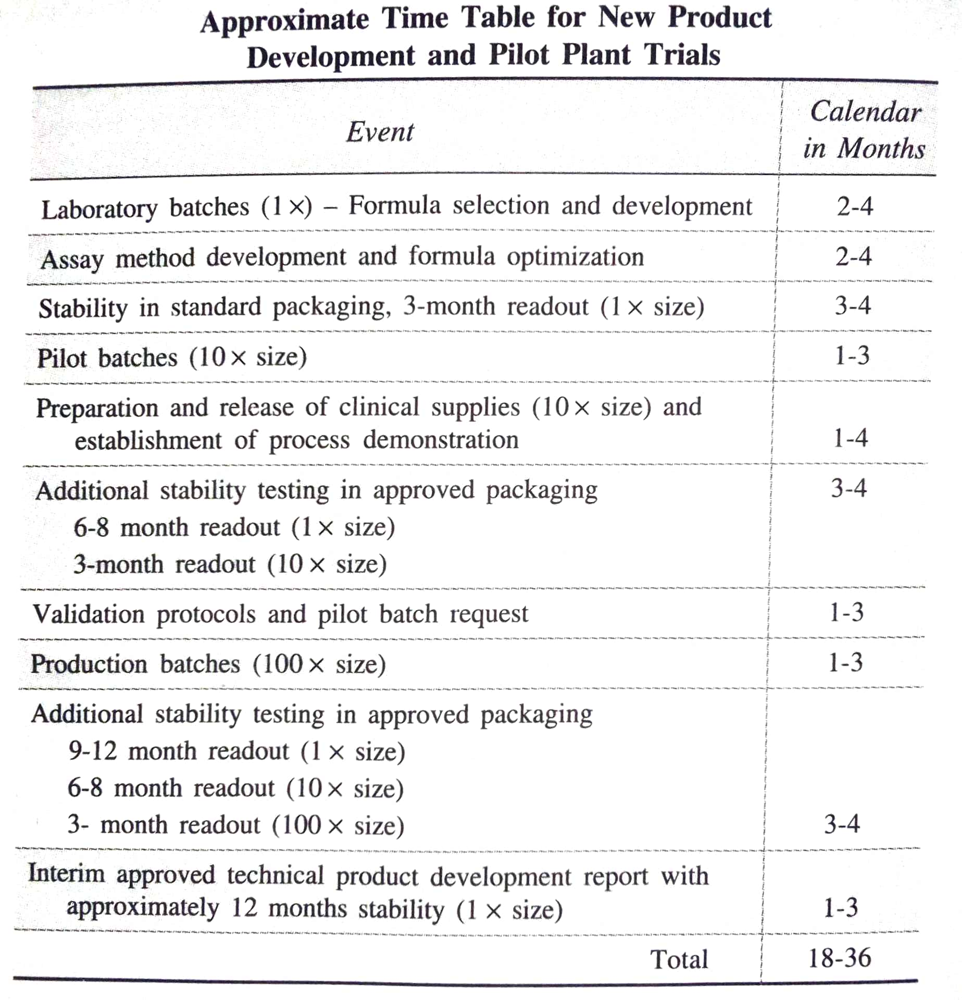 Approximate Time Table for New Product
Development and Pilot Plant Trials
Event
Calendar
in Months
Laboratory batches (1 ×) – Formula selection and development 2-4
Assay method development and formula optimization 2-4
Stability in standard packaging, 3-month readout (1 × size) 3-4
Pilot batches (10 × size) 1-3
Preparation and release of clinical supplies (10 × size) and
establishment of process demonstration 1-4
Additional stability testing in approved packaging 3-4
6-8 month readout (1 × size)
3-month readout (10 × size)
Validation protocols and pilot batch request 1-3
Production batches (100 × size) 1-3
Additional stability testing in approved packaging
9-12 month readout (1 × size)
6-8 month readout (10 × size)
3- month readout (100 × size) 3-4
Interim approved technical product development report with
approximately 12 months stability (1 × size) 1-3
Total 18-36